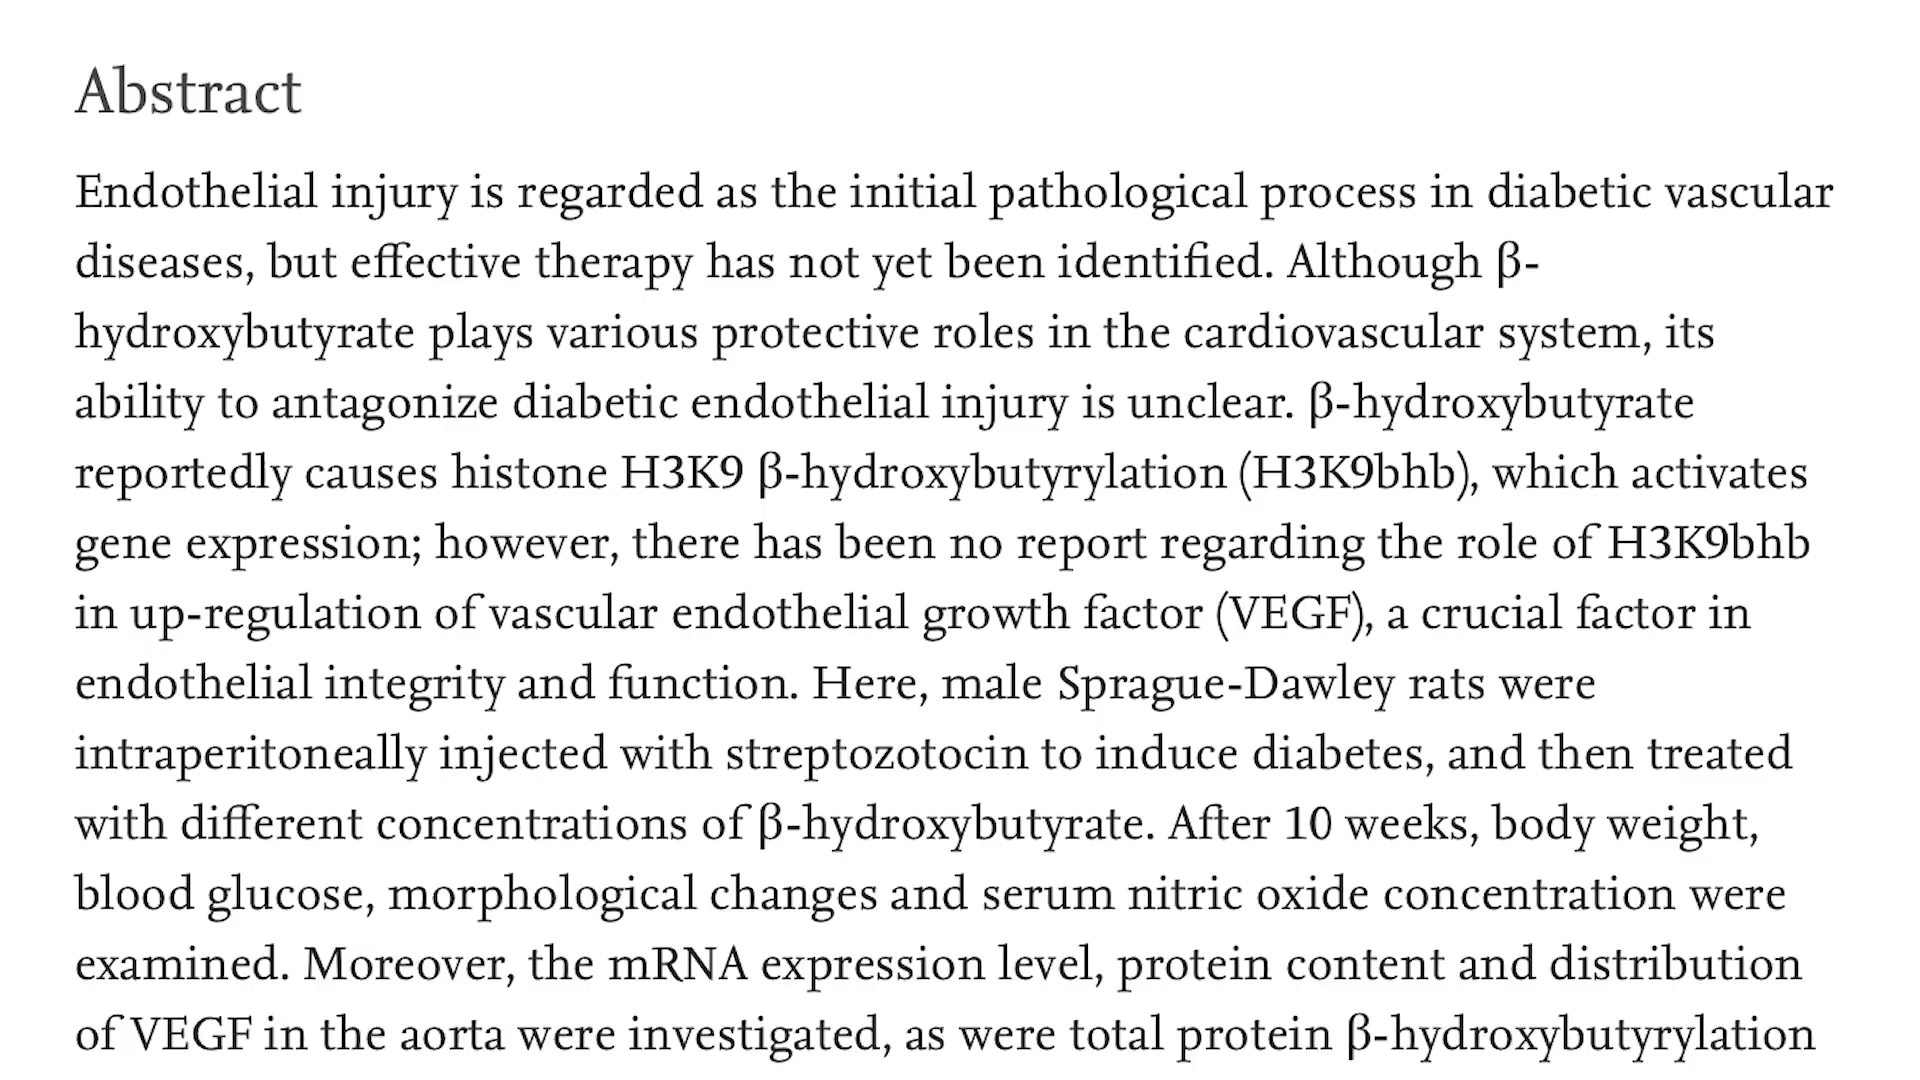 Abstract
Endothelial injury is regarded as the initial pathological process in diabetic vascular
diseases, but effective therapy has not yet been identified. Although β-
hydroxybutyrate plays various protective roles in the cardiovascular system, its
ability to antagonize diabetic endothelial injury is unclear. β-hydroxybutyrate
reportedly causes histone H3K9 β-hydroxybutyrylation (H3K9bhb), which activates
gene expression; however, there has been no report regarding the role of H3K9bhb
in up-regulation of vascular endothelial growth factor (VEGF), a crucial factor in
endothelial integrity and function. Here, male Sprague-Dawley rats were
intraperitoneally injected with streptozotocin to induce diabetes, and then treated
with different concentrations of β-hydroxybutyrate. After 10 weeks, body weight,
blood glucose, morphological changes and serum nitric oxide concentration were
examined. Moreover, the mRNA expression level, protein content and distribution
of VEGF in the aorta were investigated, as were total protein β-hydroxybutyrylation